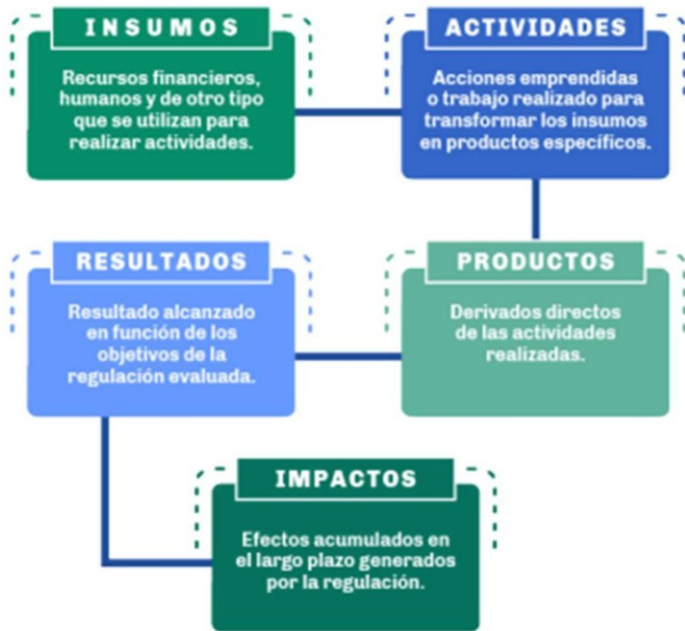 INSUMOS
Recursos financieros,
humanos y de otro tipo
que se utilizan para
realizar actividades.
ACTIVIDADES
Acciones emprendidas
o trabajo realizado para
transformar los insumos
en productos específicos.
RESULTADOS
Resultado alcanzado
en función de los
objetivos de la
regulación evaluada.
PRODUCTOS
Derivados directos
de las actividades
realizadas.
IMPACTOS
Efectos acumulados en
el largo plazo generados
por la regulación.